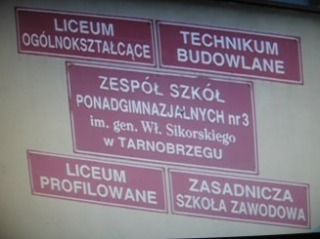 LICEUM
OGÓLNOKSZTAŁCĄCE
TECHNIKUM
BUDOWLANE
ZESPÓŁ SZKÓŁ
PONADGIMNAZJALNYCH nr 3
im. gen. Wł. Sikorskiego
w TARNOBRZEGU
LICEUM
PROFILOWANE
ZASADNICZA
SZKOŁA ZAWODOWA